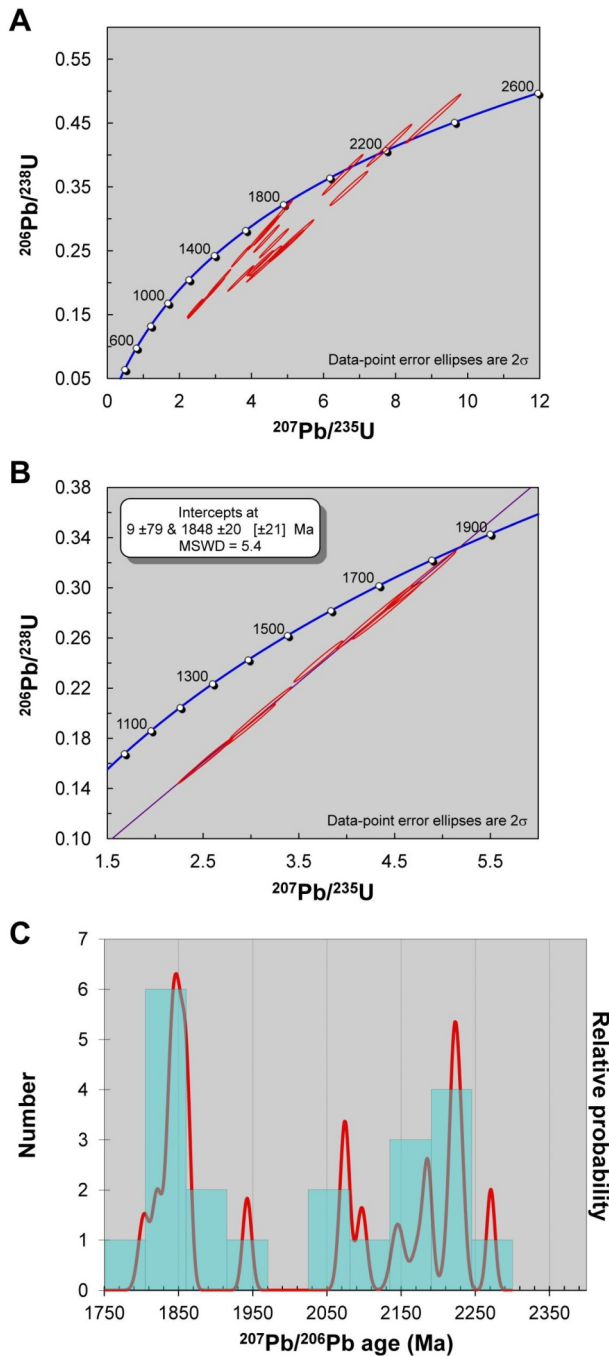 A
0.55
0.45
0.35
0.25
0.15
0.05
²⁰⁶Pb/²³⁸U
600
1000
1400
1800
2200
2600
Data-point error ellipses are 2σ
0 2 4 6 8 10 12
²⁰⁷Pb/²³⁵U
B
0.38
0.34
0.30
0.26
0.22
0.18
0.14
0.10
²⁰⁶Pb/²³⁸U
Intercepts at
9 ±79 & 1848 ±20 [±21] Ma
MSWD = 5.4
1100
1300
1500
1700
1900
Data-point error ellipses are 2σ
1.5 2.5 3.5 4.5 5.5
²⁰⁷Pb/²³⁵U
C
7
6
5
4
3
2
1
0
Number
Relative probability
1750 1850 1950 2050 2150 2250 2350
²⁰⁷Pb/²⁰⁶Pb age (Ma)